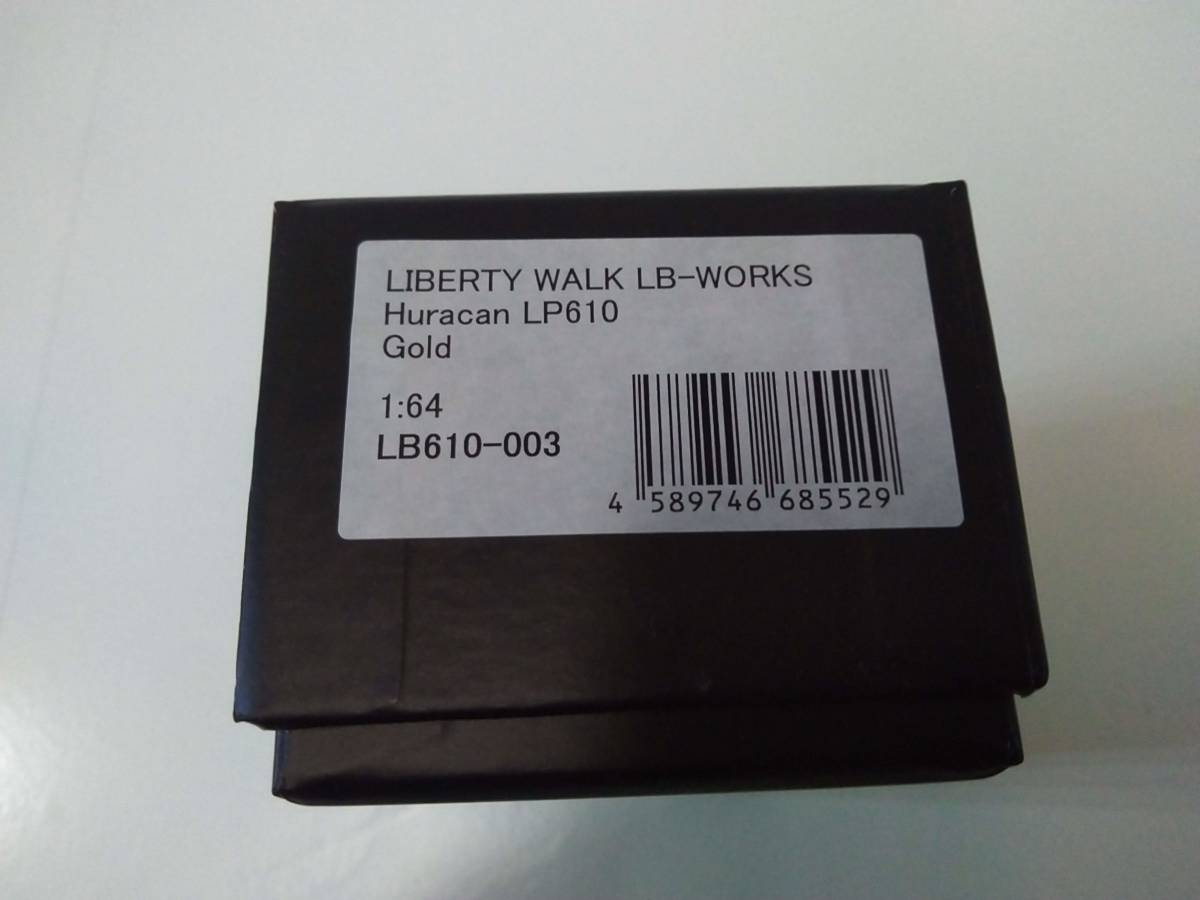 LIBERTY WALK LB-WORKS
Huracan LP610
Gold
1:64
LB610-003
4 589746 685529